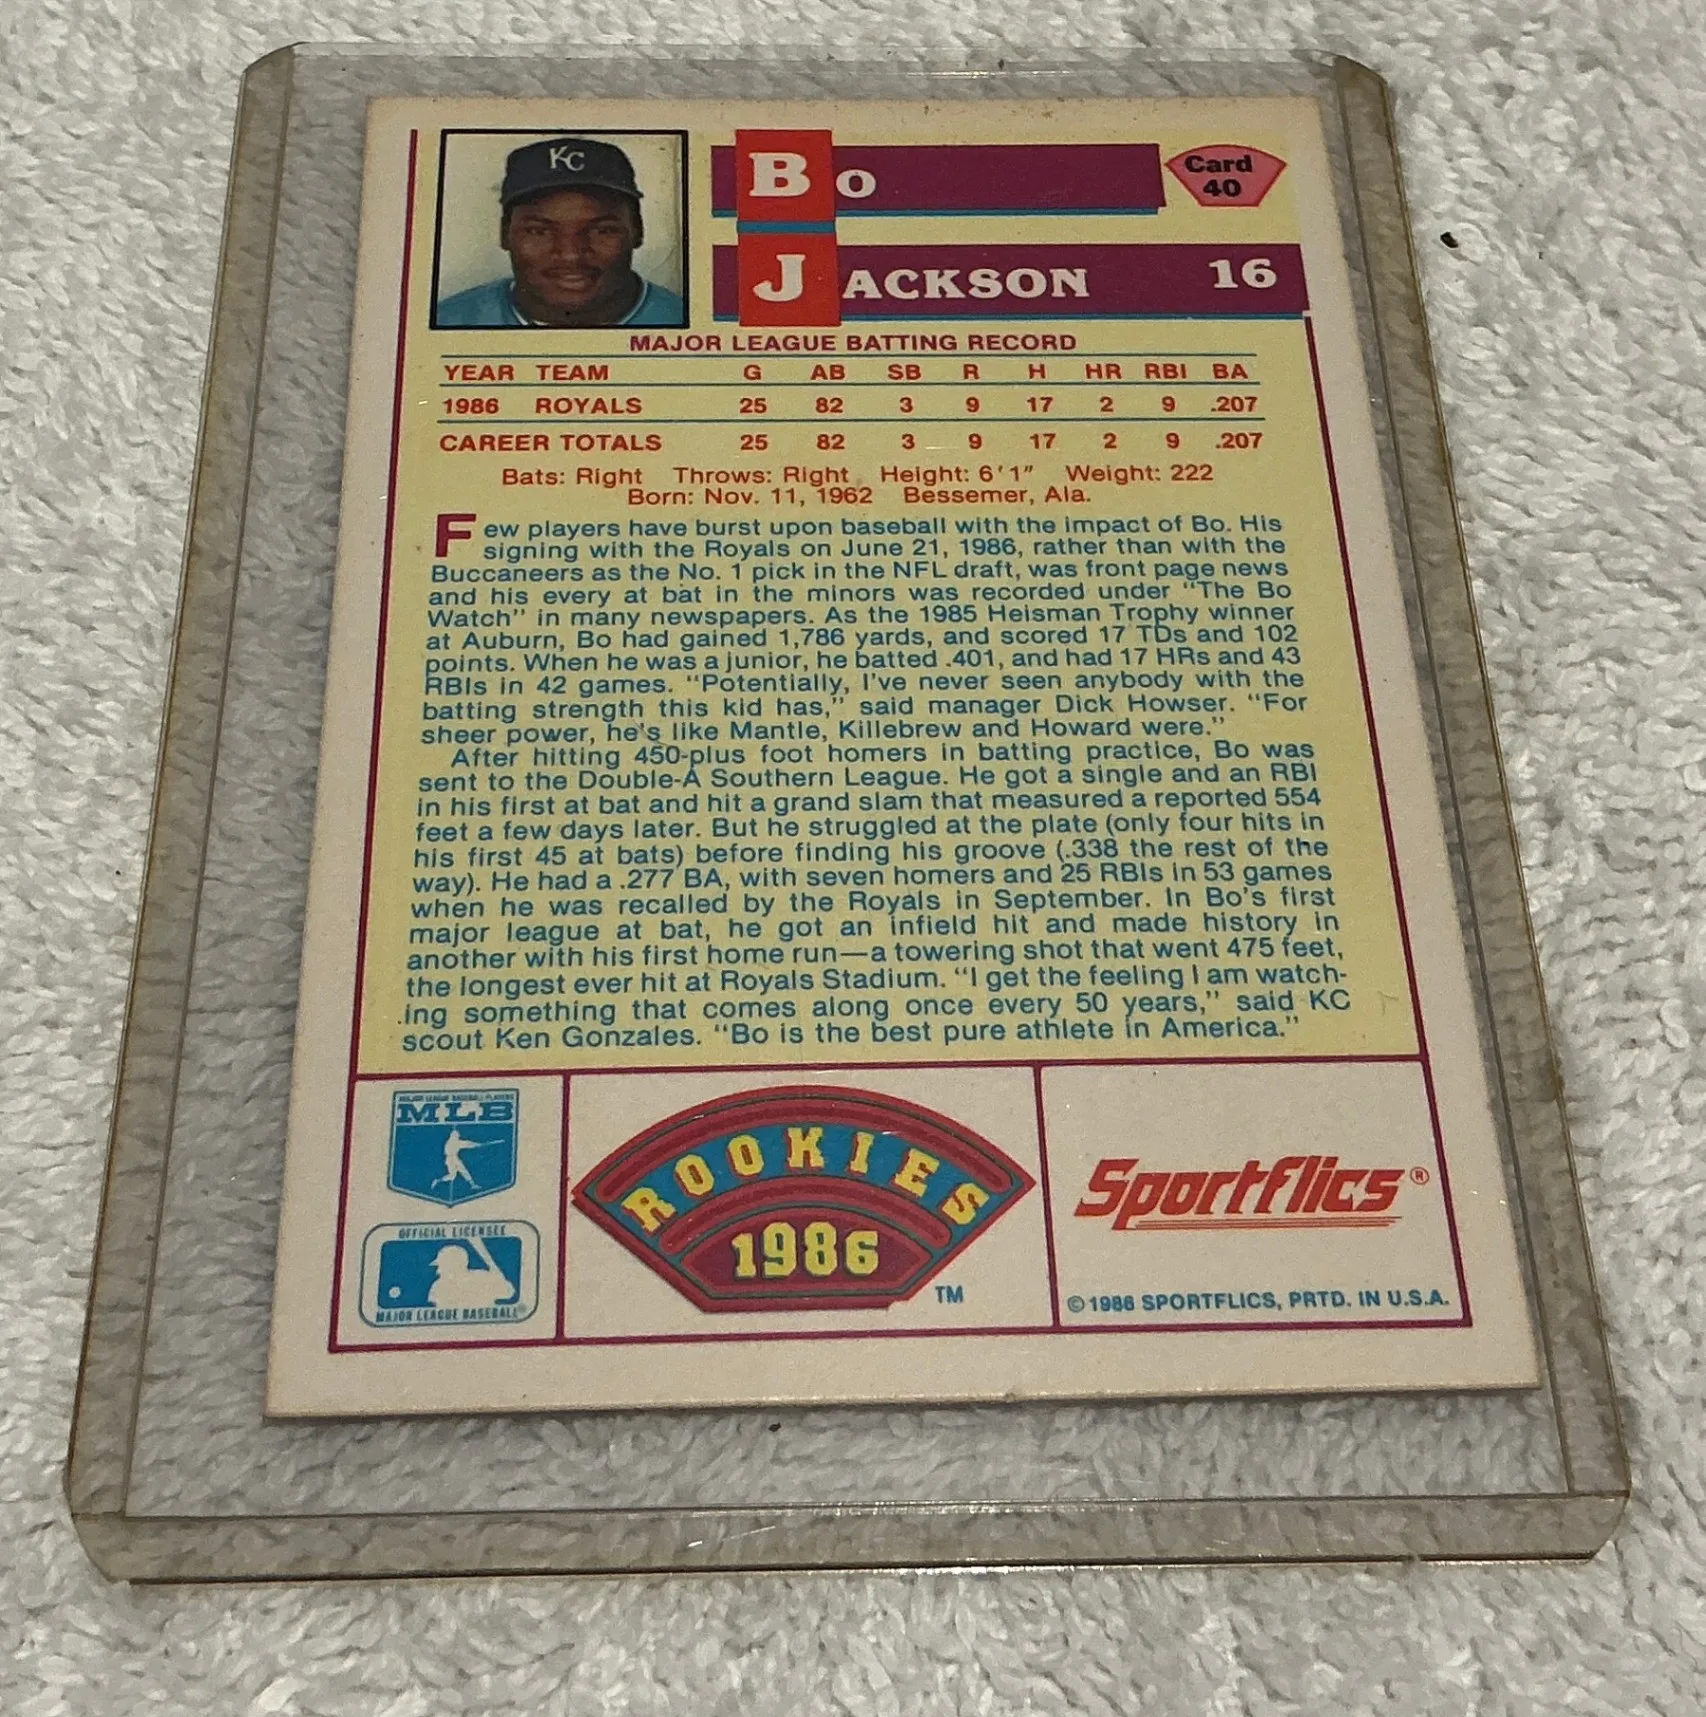 KC
Bo
Card
40
Jackson 16
MAJOR LEAGUE BATTING RECORD
YEAR TEAM G AB SB R H HR RBI BA
1986 ROYALS 25 82 3 9 17 2 9 .207
CAREER TOTALS 25 82 3 9 17 2 9 .207
Bats: Right Throws: Right Height: 6'1" Weight: 222
Born: Nov. 11, 1962 Bessemer, Ala.
Few players have burst upon baseball with the impact of Bo. His
signing with the Royals on June 21, 1986, rather than with the
Buccaneers as the No. 1 pick in the NFL draft, was front page news
and his every at bat in the minors was recorded under "The Bo
Watch" in many newspapers. As the 1985 Heisman Trophy winner
at Auburn, Bo had gained 1,786 yards, and scored 17 TDs and 102
points. When he was a junior, he batted .401, and had 17 HRs and 43
RBIs in 42 games. "Potentially, I've never seen anybody with the
batting strength this kid has," said manager Dick Howser. "For
sheer power, he's like Mantle, Killebrew and Howard were."
After hitting 450-plus foot homers in batting practice, Bo was
sent to the Double-A Southern League. He got a single and an RBI
in his first at bat and hit a grand slam that measured a reported 554
feet a few days later. But he struggled at the plate (only four hits in
his first 45 at bats) before finding his groove (.338 the rest of the
way). He had a .277 BA, with seven homers and 25 RBIs in 53 games
when he was recalled by the Royals in September. In Bo's first
major league at bat, he got an infield hit and made history in
another with his first home run—a towering shot that went 475 feet,
the longest ever hit at Royals Stadium. "I get the feeling I am watch-
ing something that comes along once every 50 years," said KC
scout Ken Gonzales. "Bo is the best pure athlete in America."
MAJOR LEAGUE BASEBALL PLAYERS
MLB
OFFICIAL LICENSEE
MAJOR LEAGUE BASEBALL®
ROOKIES
1986
TM
Sportflics®
©1986 SPORTFLICS, PRTD. IN U.S.A.